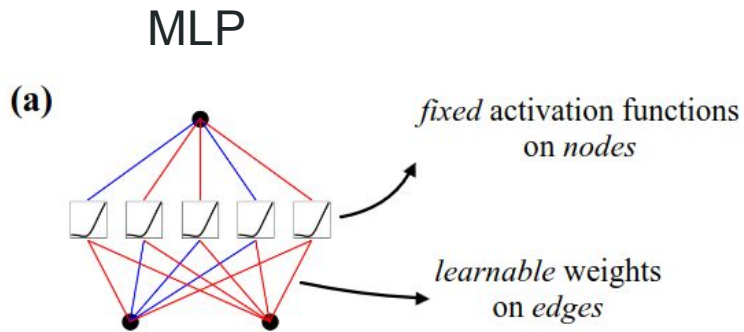 MLP
(a)
fixed activation functions
on nodes
learnable weights
on edges